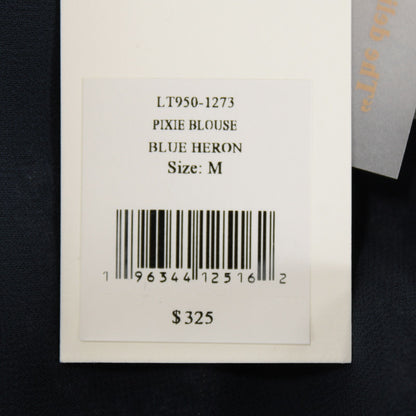 LT950-1273
PIXIE BLOUSE
BLUE HERON
Size: M
1 96344 12516 2
$325